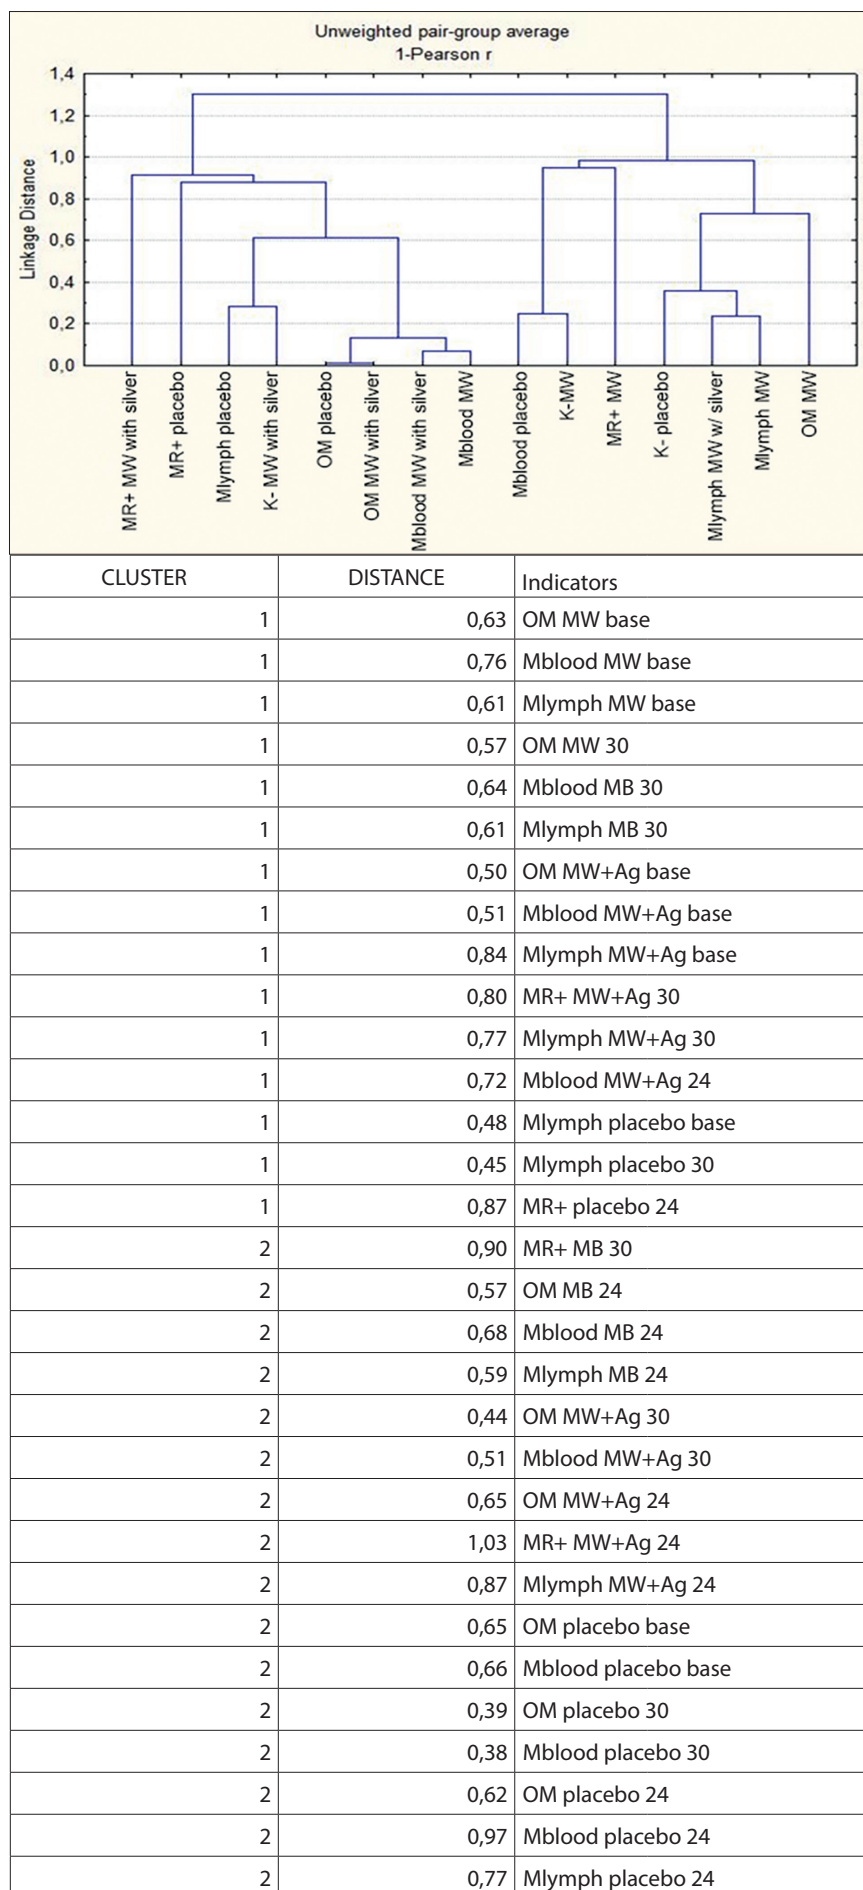 Unweighted pair-group average
1-Pearson r
1,4
1,2
1,0
0,8
0,6
0,4
0,2
0,0
Linkage Distance
MR+ MW with silver
MR+ placebo
Mlymph placebo
K- MW with silver
OM placebo
OM MW with silver
Mblood MW with silver
Mblood MW
Mblood placebo
K-MW
MR+ MW
K- placebo
Mlymph MW w/ silver
Mlymph MW
OM MW
CLUSTER DISTANCE Indicators
1 0,63 OM MW base
1 0,76 Mblood MW base
1 0,61 Mlymph MW base
1 0,57 OM MW 30
1 0,64 Mblood MB 30
1 0,61 Mlymph MB 30
1 0,50 OM MW+Ag base
1 0,51 Mblood MW+Ag base
1 0,84 Mlymph MW+Ag base
1 0,80 MR+ MW+Ag 30
1 0,77 Mlymph MW+Ag 30
1 0,72 Mblood MW+Ag 24
1 0,48 Mlymph placebo base
1 0,45 Mlymph placebo 30
1 0,87 MR+ placebo 24
2 0,90 MR+ MB 30
2 0,57 OM MB 24
2 0,68 Mblood MB 24
2 0,59 Mlymph MB 24
2 0,44 OM MW+Ag 30
2 0,51 Mblood MW+Ag 30
2 0,65 OM MW+Ag 24
2 1,03 MR+ MW+Ag 24
2 0,87 Mlymph MW+Ag 24
2 0,65 OM placebo base
2 0,66 Mblood placebo base
2 0,39 OM placebo 30
2 0,38 Mblood placebo 30
2 0,62 OM placebo 24
2 0,97 Mblood placebo 24
2 0,77 Mlymph placebo 24